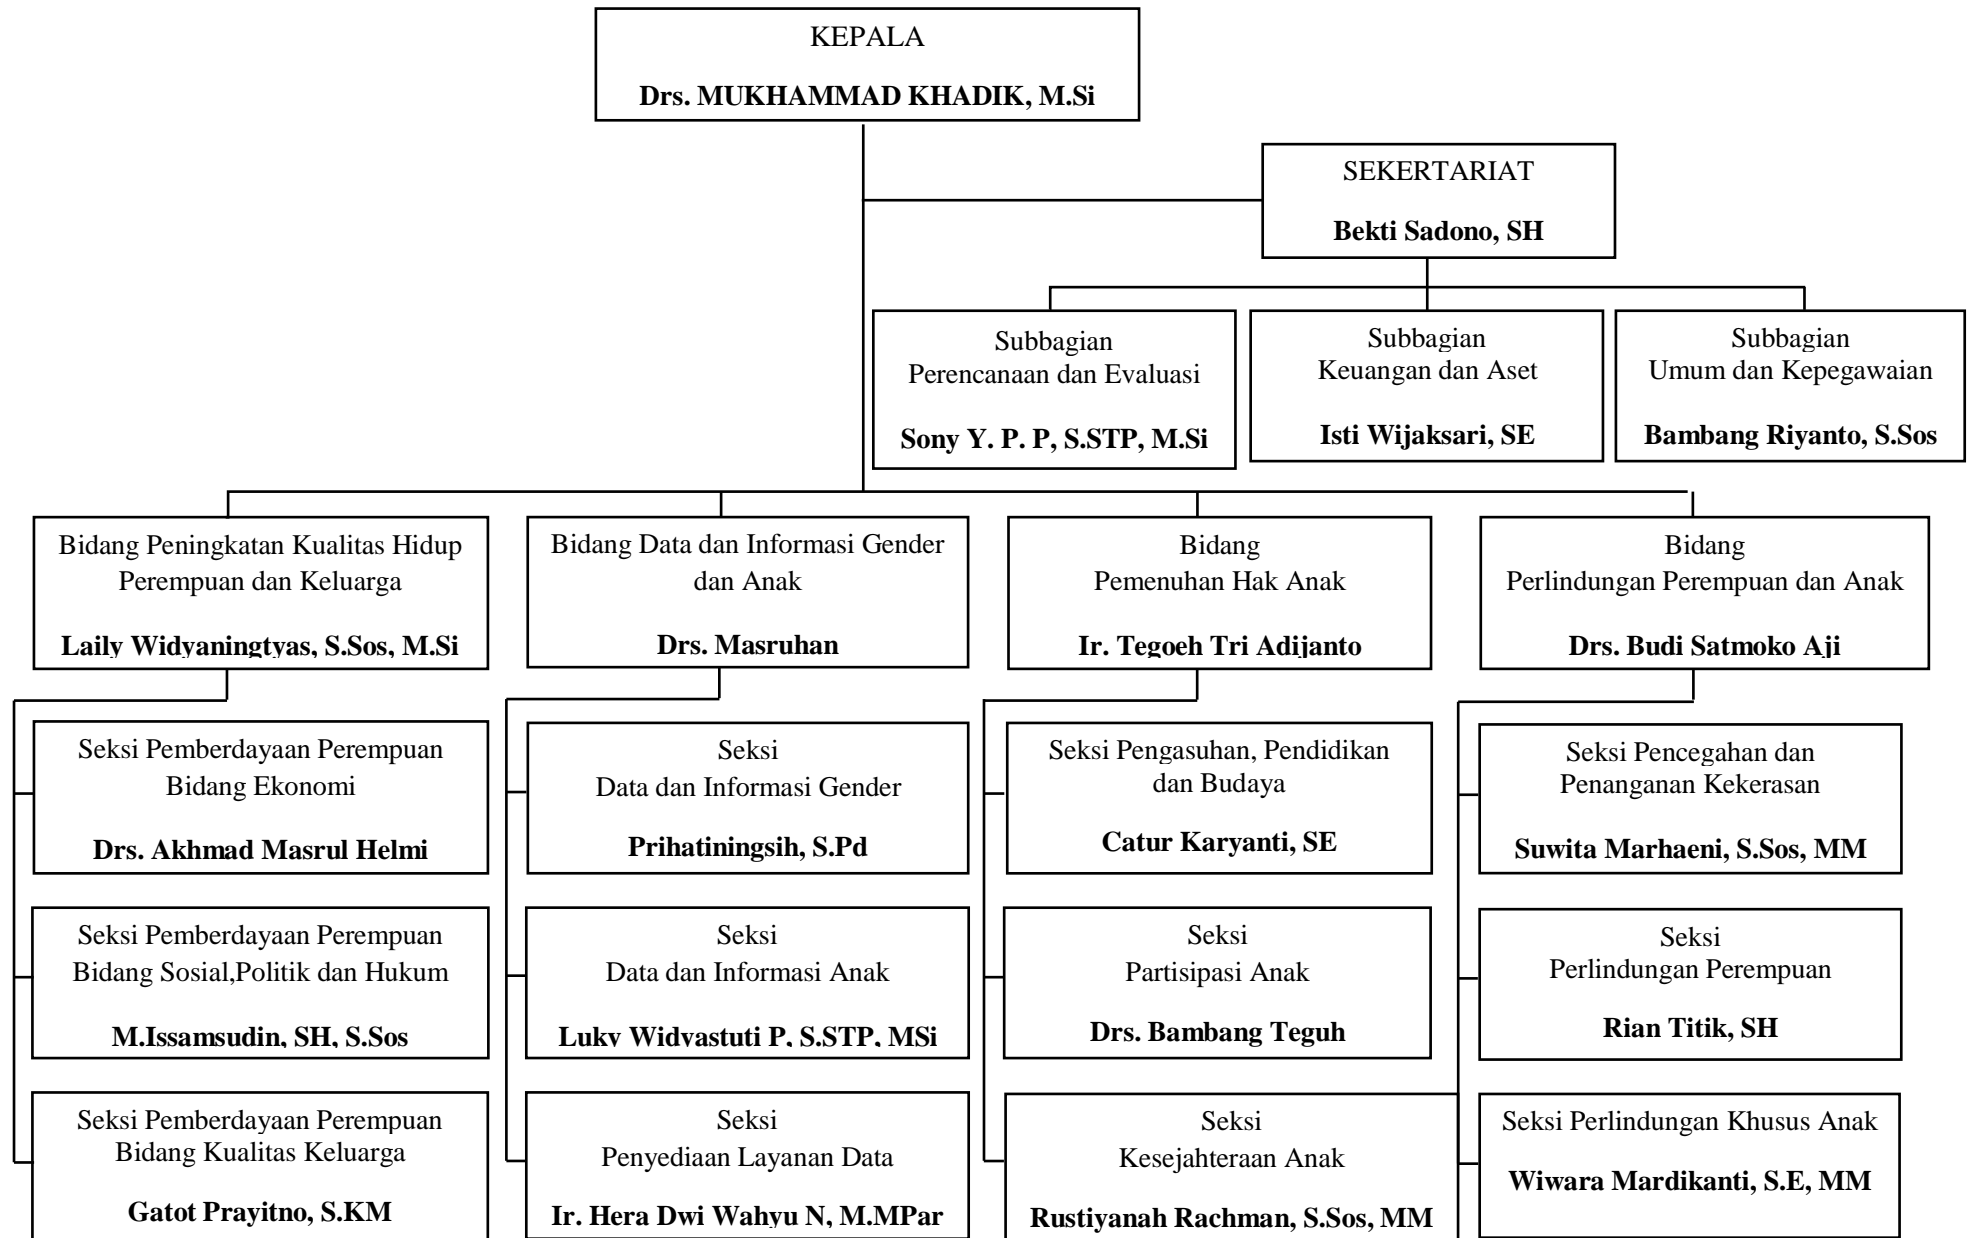 KEPALA
Drs. MUKHAMMAD KHADIK, M.Si
SEKERTARIAT
Bekti Sadono, SH
Subbagian
Perencanaan dan Evaluasi
Sony Y. P. P, S.STP, M.Si
Subbagian
Keuangan dan Aset
Isti Wijaksari, SE
Subbagian
Umum dan Kepegawaian
Bambang Riyanto, S.Sos
Bidang Peningkatan Kualitas Hidup
Perempuan dan Keluarga
Laily Widyaningtyas, S.Sos, M.Si
Bidang Data dan Informasi Gender
dan Anak
Drs. Masruhan
Bidang
Pemenuhan Hak Anak
Ir. Tegoeh Tri Adijanto
Bidang
Perlindungan Perempuan dan Anak
Drs. Budi Satmoko Aji
Seksi Pemberdayaan Perempuan
Bidang Ekonomi
Drs. Akhmad Masrul Helmi
Seksi
Data dan Informasi Gender
Prihatiningsih, S.Pd
Seksi Pengasuhan, Pendidikan
dan Budaya
Catur Karyanti, SE
Seksi Pencegahan dan
Penanganan Kekerasan
Suwita Marhaeni, S.Sos, MM
Seksi Pemberdayaan Perempuan
Bidang Sosial,Politik dan Hukum
M.Issamsudin, SH, S.Sos
Seksi
Data dan Informasi Anak
Luky Widyastuti P, S.STP, MSi
Seksi
Partisipasi Anak
Drs. Bambang Teguh
Seksi
Perlindungan Perempuan
Rian Titik, SH
Seksi Pemberdayaan Perempuan
Bidang Kualitas Keluarga
Gatot Prayitno, S.KM
Seksi
Penyediaan Layanan Data
Ir. Hera Dwi Wahyu N, M.MPar
Seksi
Kesejahteraan Anak
Rustiyanah Rachman, S.Sos, MM
Seksi Perlindungan Khusus Anak
Wiwara Mardikanti, S.E, MM